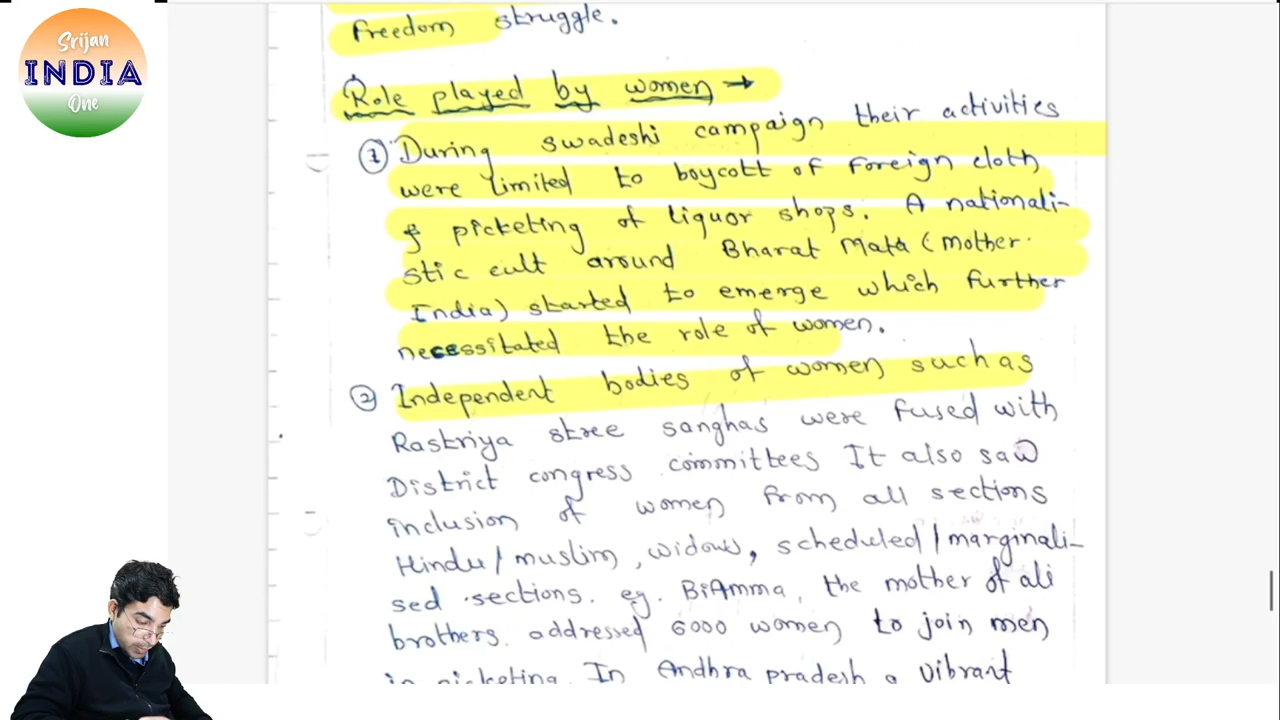 Srijan
INDIA
One
freedom struggle.
Role played by women →
① During swadeshi campaign their activities
were limited to boycott of foreign cloth
& picketing of liquor shops. A nationali-
stic cult around Bharat Mata (mother
India) started to emerge which further
necessitated the role of women.
② Independent bodies of women such as
Rastriya stree sanghas were fused with
District congress committees It also saw
inclusion of women from all sections
Hindu/muslim, widows, scheduled/marginali-
sed sections. eg. BiAmma, the mother of ali
brothers, addressed 6000 women to join men
in picketing. In Andhra pradesh a vibrant